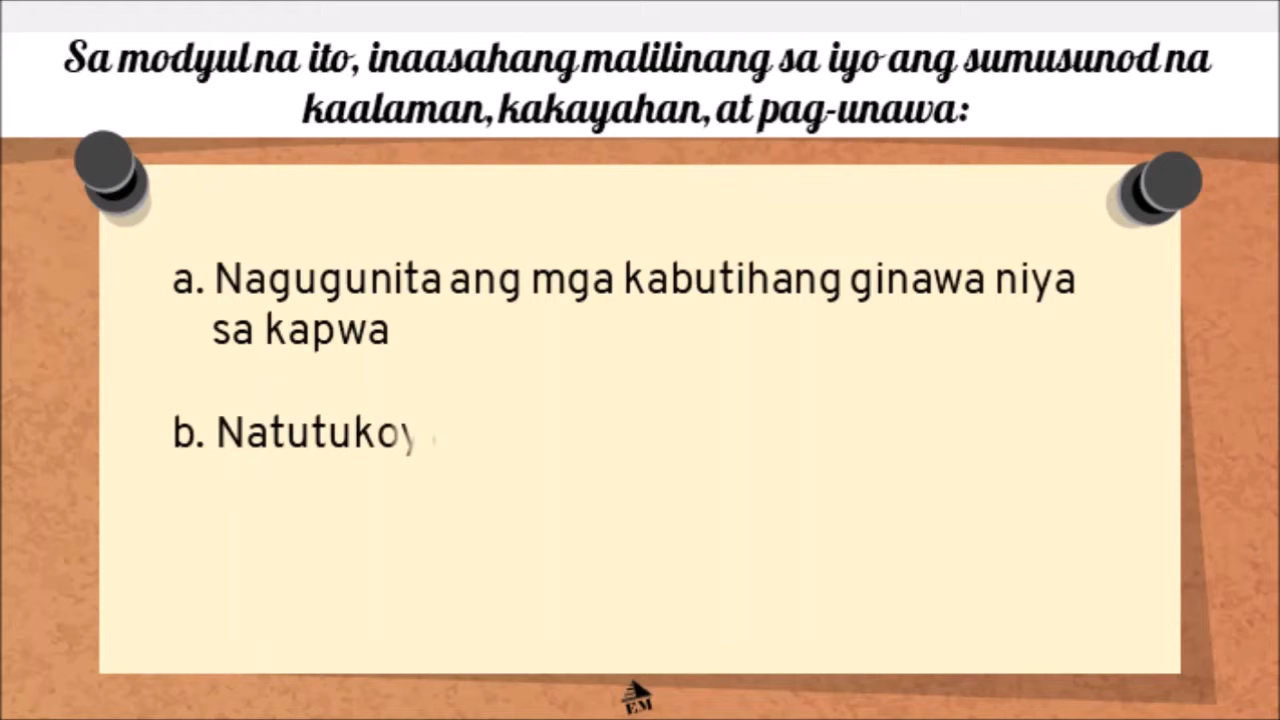 Sa modyul na ito, inaasahang malilinang sa iyo ang sumusunod na
kaalaman, kakayahan, at pag-unawa:
a. Nagugunita ang mga kabutihang ginawa niya
sa kapwa
b. Natutukoy
EM